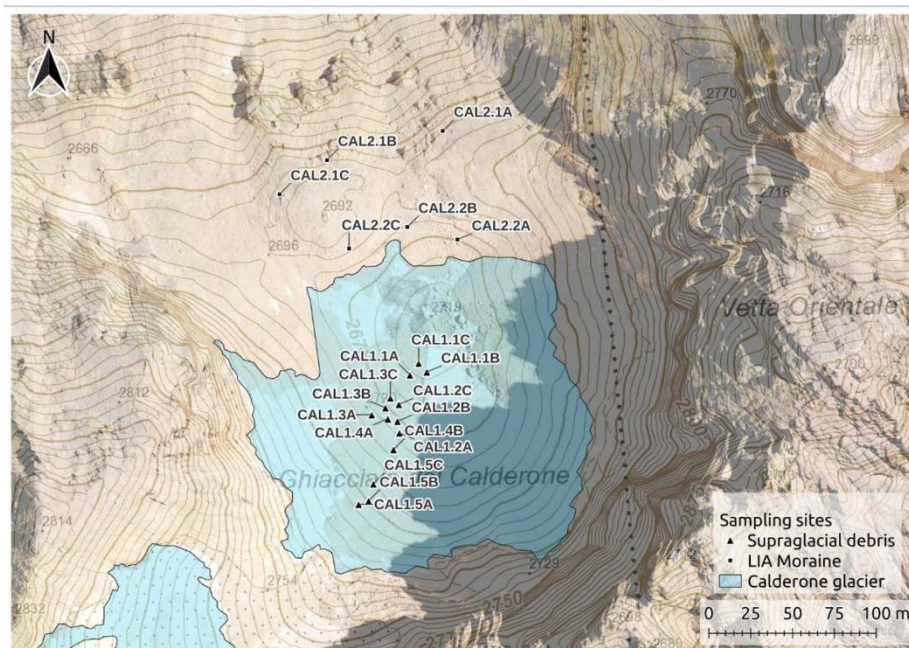 N
2699
2770
CAL2.1A
CAL2.1B
2666
CAL2.1C
2716
2692
CAL2.2B
CAL2.2C
CAL2.2A
2696
Vetta Orientale
2718
CAL1.1C
CAL1.1A
CAL1.1B
2706
CAL1.3C
CAL1.2C
CAL1.3B
2812
CAL1.2B
CAL1.3A
CAL1.4B
CAL1.4A
CAL1.2A
CAL1.5C
Ghiacciaio del Calderone
CAL1.5B
CAL1.5A
2814
Sampling sites
Supraglacial debris
LIA Moraine
Calderone glacier
2729
2754
2750
2832
0 25 50 75 100 m